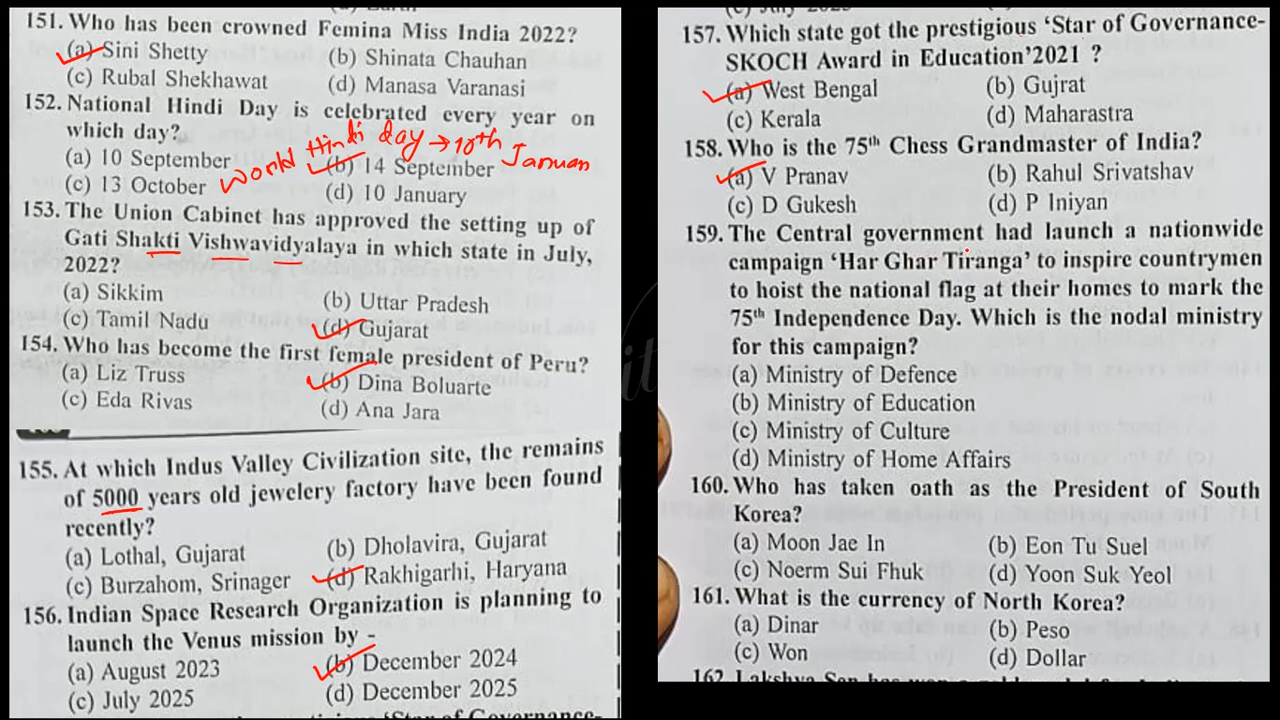 151. Who has been crowned Femina Miss India 2022?
(a) Sini Shetty (b) Shinata Chauhan
(c) Rubal Shekhawat (d) Manasa Varanasi
152. National Hindi Day is celebrated every year on
which day?
World Hindi day → 10th January
(a) 10 September (b) 14 September
(c) 13 October (d) 10 January
153. The Union Cabinet has approved the setting up of
Gati Shakti Vishwavidyalaya in which state in July,
2022?
(a) Sikkim (b) Uttar Pradesh
(c) Tamil Nadu (d) Gujarat
154. Who has become the first female president of Peru?
(a) Liz Truss (b) Dina Boluarte
(c) Eda Rivas (d) Ana Jara
155. At which Indus Valley Civilization site, the remains
of 5000 years old jewelery factory have been found
recently?
(a) Lothal, Gujarat (b) Dholavira, Gujarat
(c) Burzahom, Srinager (d) Rakhigarhi, Haryana
156. Indian Space Research Organization is planning to
launch the Venus mission by -
(a) August 2023 (b) December 2024
(c) July 2025 (d) December 2025
157. Which state got the prestigious 'Star of Governance-
SKOCH Award in Education'2021 ?
(a) West Bengal (b) Gujrat
(c) Kerala (d) Maharastra
158. Who is the 75th Chess Grandmaster of India?
(a) V Pranav (b) Rahul Srivatshav
(c) D Gukesh (d) P Iniyan
159. The Central government had launch a nationwide
campaign 'Har Ghar Tiranga' to inspire countrymen
to hoist the national flag at their homes to mark the
75th Independence Day. Which is the nodal ministry
for this campaign?
(a) Ministry of Defence
(b) Ministry of Education
(c) Ministry of Culture
(d) Ministry of Home Affairs
160. Who has taken oath as the President of South
Korea?
(a) Moon Jae In (b) Eon Tu Suel
(c) Noerm Sui Fhuk (d) Yoon Suk Yeol
161. What is the currency of North Korea?
(a) Dinar (b) Peso
(c) Won (d) Dollar